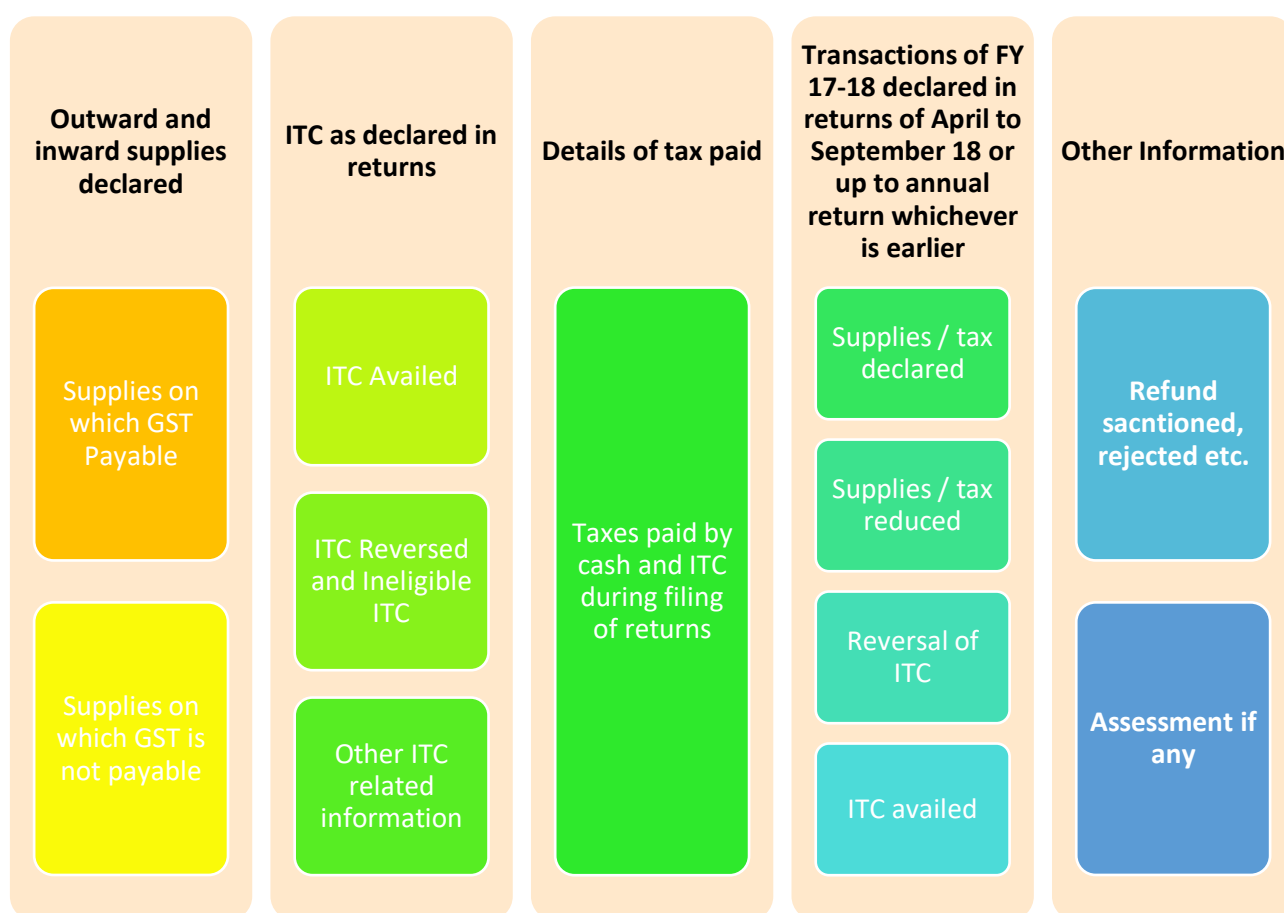 Outward and
inward supplies
declared
Supplies on
which GST
Payable
Supplies on
which GST is
not payable
ITC as declared in
returns
ITC Availed
ITC Reversed
and Ineligible
ITC
Other ITC
related
information
Details of tax paid
Taxes paid by
cash and ITC
during filing
of returns
Transactions of FY
17-18 declared in
returns of April to
September 18 or
up to annual
return whichever
is earlier
Supplies / tax
declared
Supplies / tax
reduced
Reversal of
ITC
ITC availed
Other Information
Refund
sacntioned,
rejected etc.
Assessment if
any